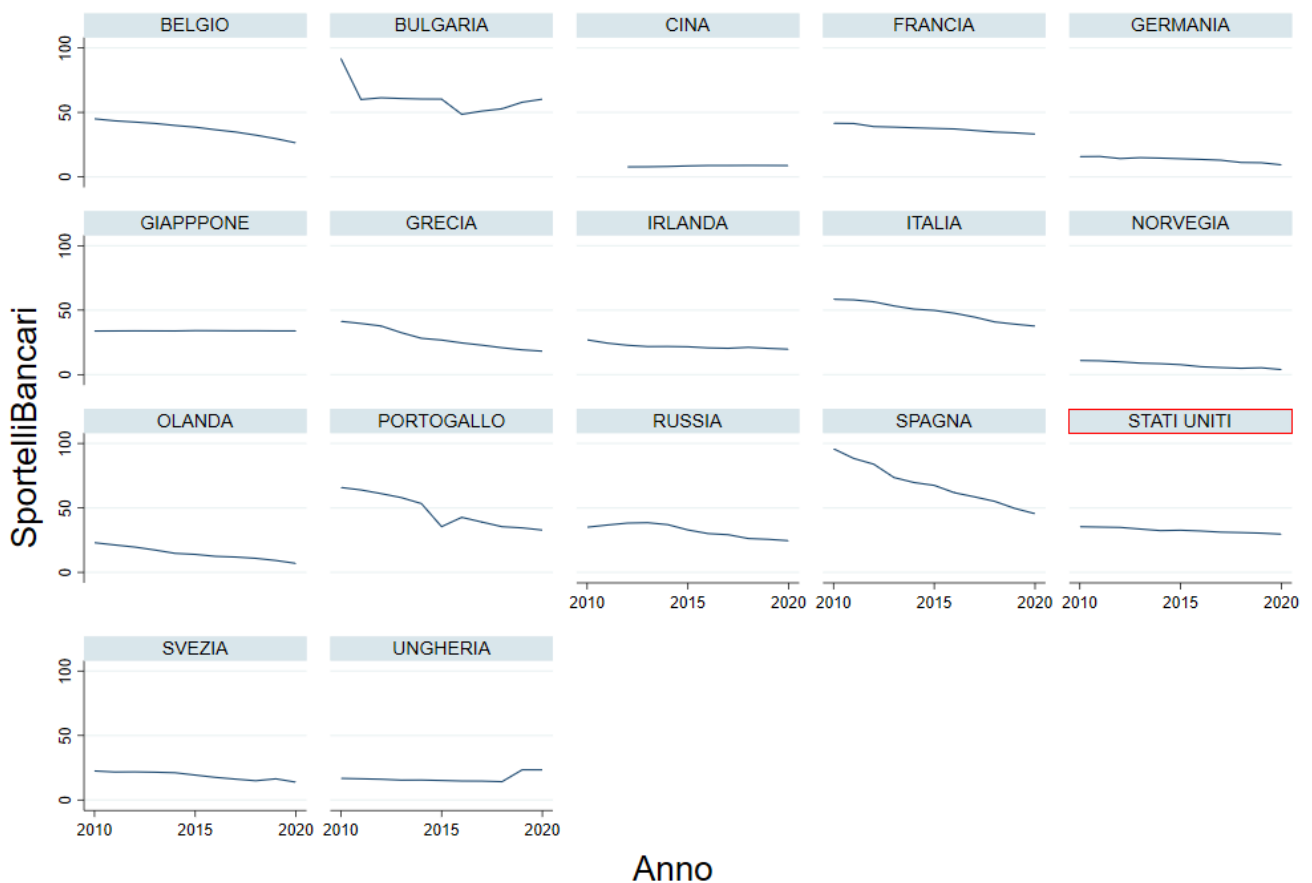 BELGIO BULGARIA CINA FRANCIA GERMANIA
100
50
0
GIAPPPONE GRECIA IRLANDA ITALIA NORVEGIA
100
50
0
SportelliBancari
OLANDA PORTOGALLO RUSSIA SPAGNA STATI UNITI
100
50
0
2010 2015 2020 2010 2015 2020 2010 2015 2020
SVEZIA UNGHERIA
100
50
0
2010 2015 2020 2010 2015 2020
Anno